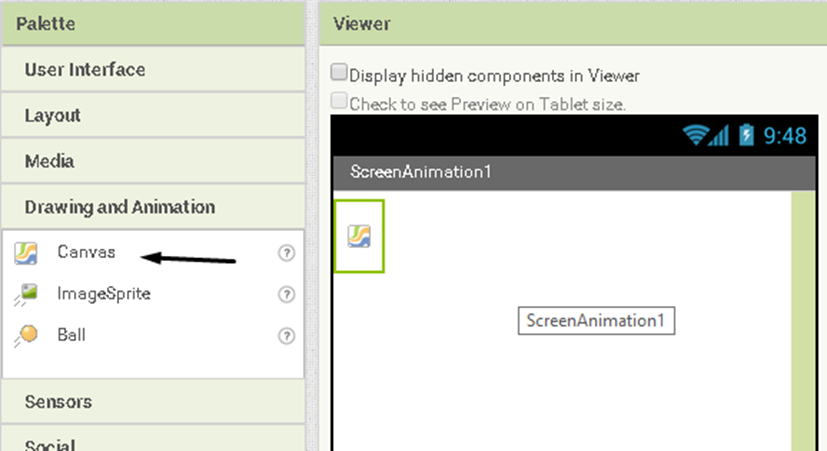 Palette
User Interface
Layout
Media
Drawing and Animation
Canvas
?
ImageSprite
?
Ball
?
Sensors
Social
Viewer
Display hidden components in Viewer
Check to see Preview on Tablet size.
9:48
ScreenAnimation1
ScreenAnimation1